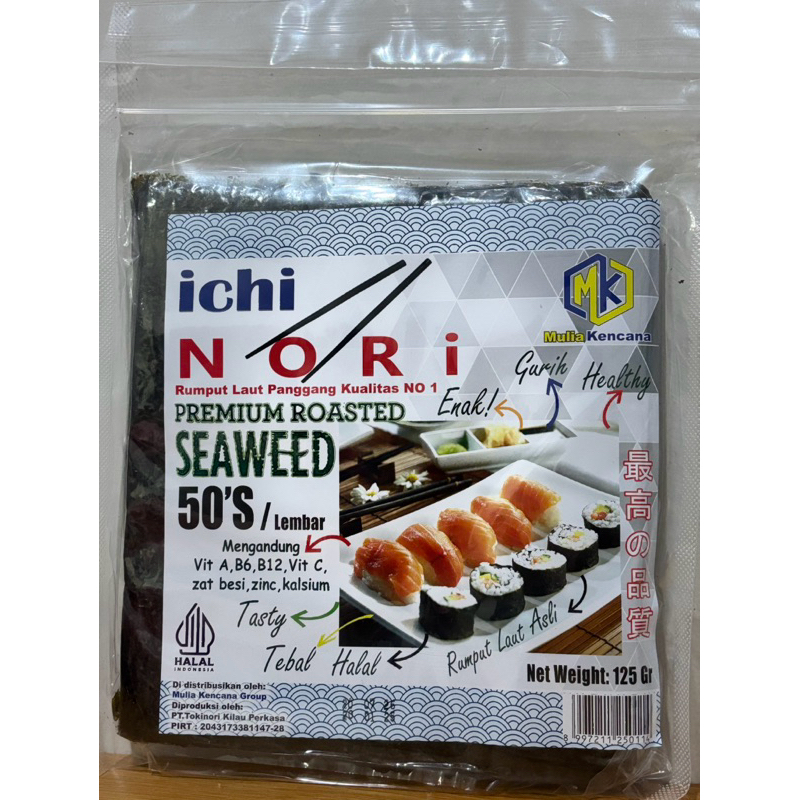 ichi
NORi
MK
Mulia Kencana
Rumput Laut Panggang Kualitas NO 1
PREMIUM ROASTED
SEAWEED
50'S / Lembar
Enak!
Gurih
Healthy
Mengandung
Vit A,B6,B12,Vit C,
zat besi,zinc,kalsium
最高の品質
Tasty
Tebal
Halal
Rumput Laut Asli
HALAL
INDONESIA
Net Weight: 125 Gr
Di distribusikan oleh:
Mulia Kencana Group
Diproduksi oleh:
PT.Tokinori Kilau Perkasa
PIRT : 2043173381147-28